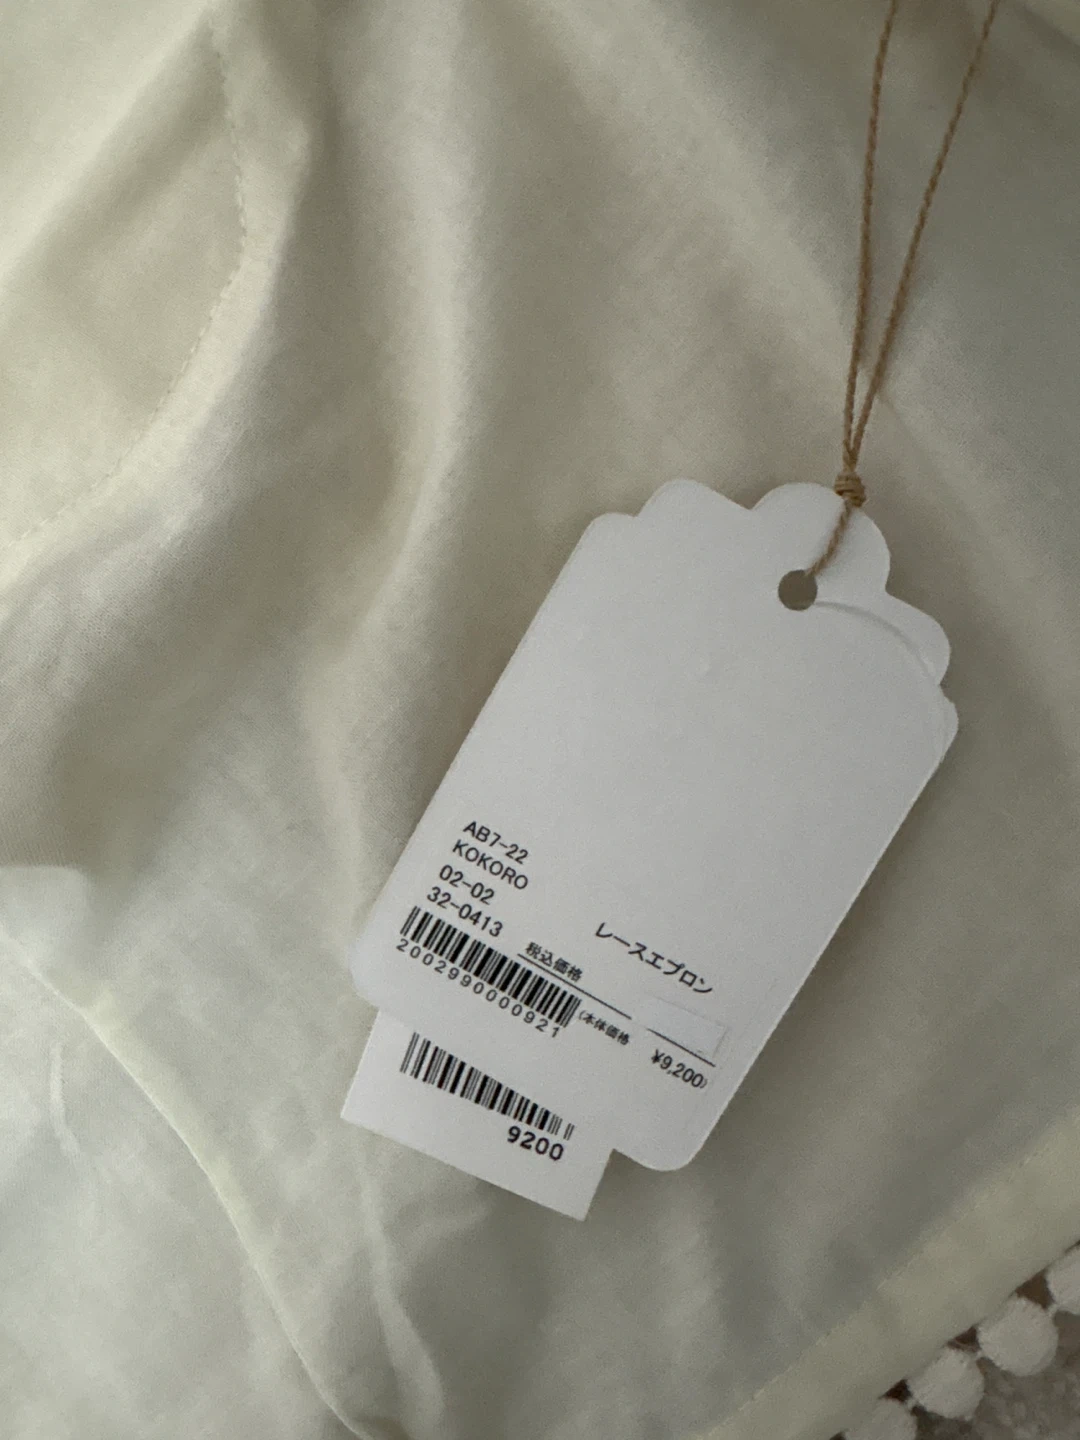 AB7-22
KOKORO
02-02
32-0413
レースエプロン
税込価格
2002990000921
(本体価格 ¥9,200)
9200